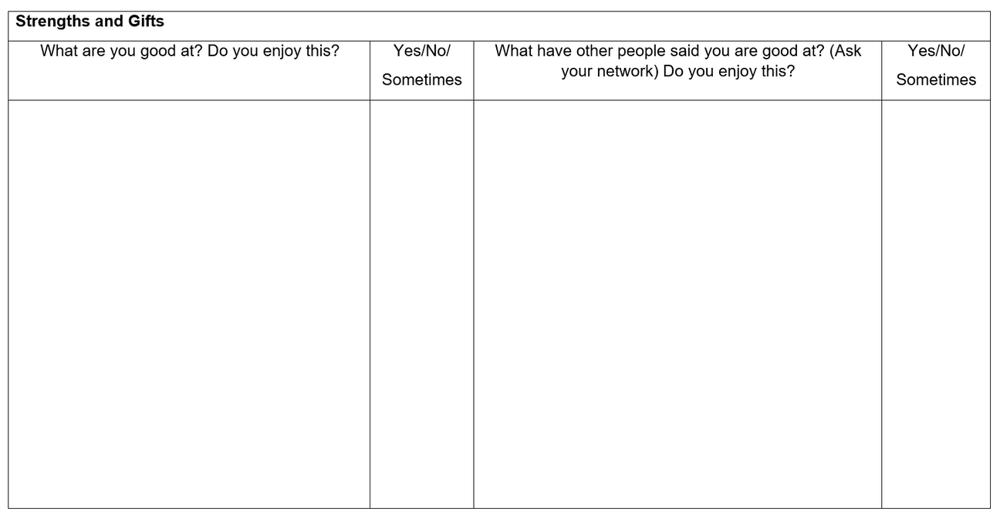 Strengths and Gifts
What are you good at? Do you enjoy this?
Yes/No/
Sometimes
What have other people said you are good at? (Ask
your network) Do you enjoy this?
Yes/No/
Sometimes